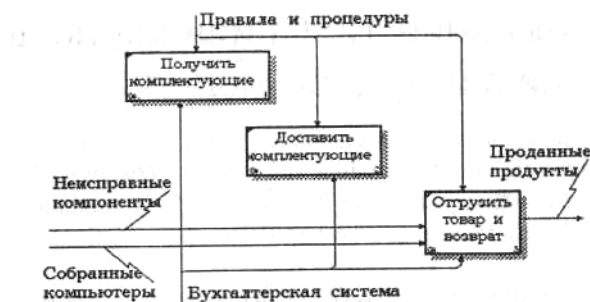 Правила и процедуры
Получить
комплектующие
Доставить
комплектующие
Проданные
продукты
Неисправные
компоненты
Отгрузить
товар и
возврат
Собранные
компьютеры
Бухгалтерская система